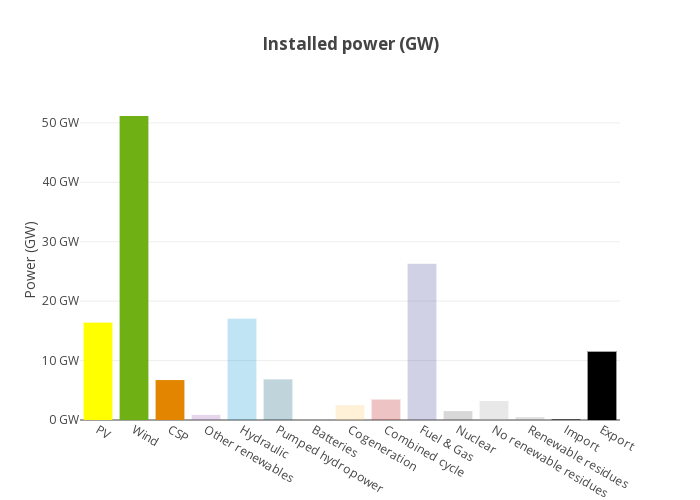 Installed power (GW)
50 GW
40 GW
30 GW
20 GW
10 GW
0 GW
Power (GW)
PV
Wind
CSP
Other renewables
Hydraulic
Pumped hydropower
Batteries
Cogeneration
Combined cycle
Fuel & Gas
Nuclear
No renewable residues
Renewable residues
Import
Export